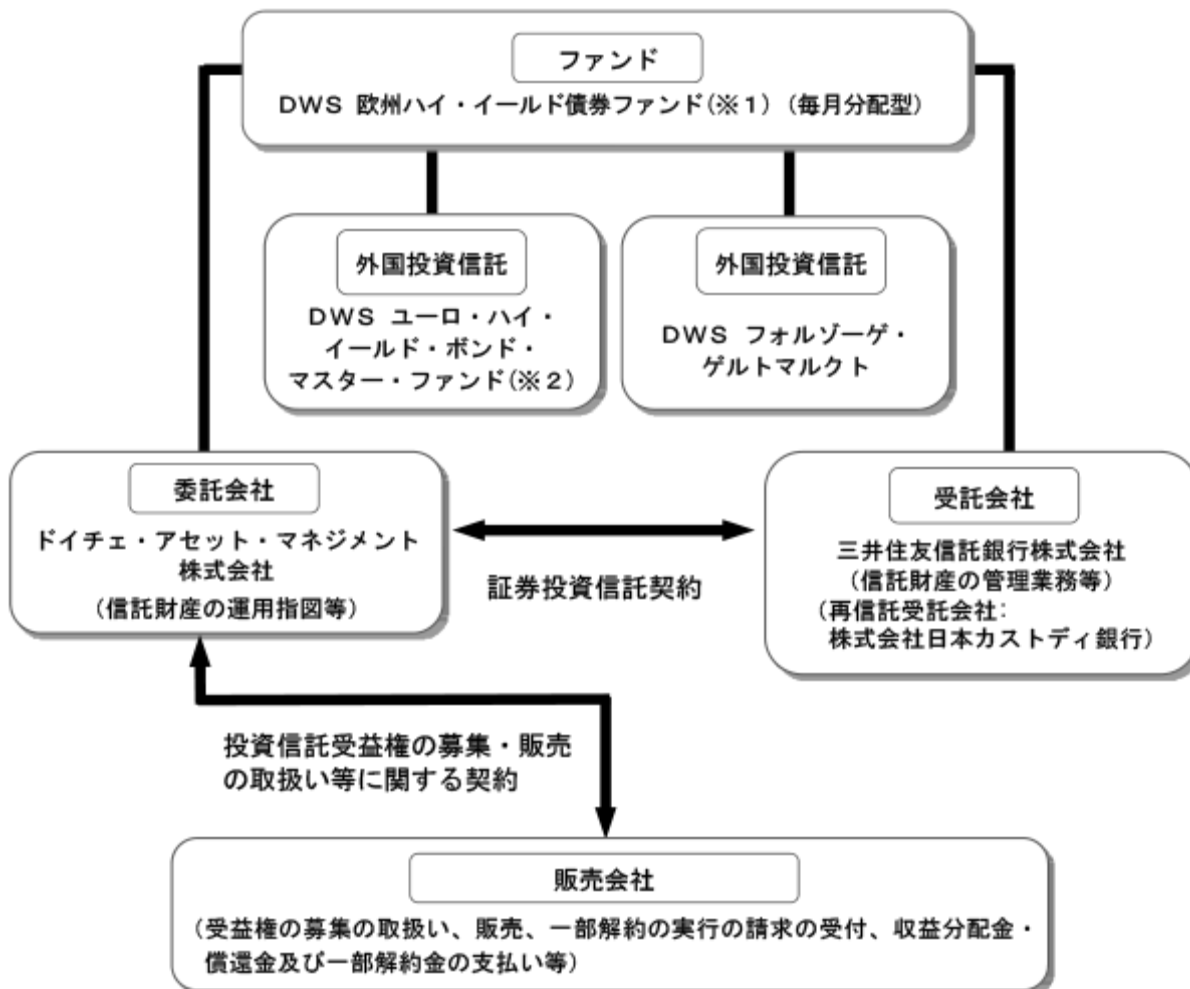 ファンド
DWS 欧州ハイ・イールド債券ファンド(※1)(毎月分配型)
外国投資信託
DWS ユーロ・ハイ・
イールド・ボンド・
マスター・ファンド(※2)
外国投資信託
DWS フォルゾーゲ・
ゲルトマルクト
委託会社
ドイチェ・アセット・マネジメント
株式会社
(信託財産の運用指図等)
証券投資信託契約
受託会社
三井住友信託銀行株式会社
(信託財産の管理業務等)
(再信託受託会社:
株式会社日本カストディ銀行)
投資信託受益権の募集・販売
の取扱い等に関する契約
販売会社
(受益権の募集の取扱い、販売、一部解約の実行の請求の受付、収益分配金・
償還金及び一部解約金の支払い等)